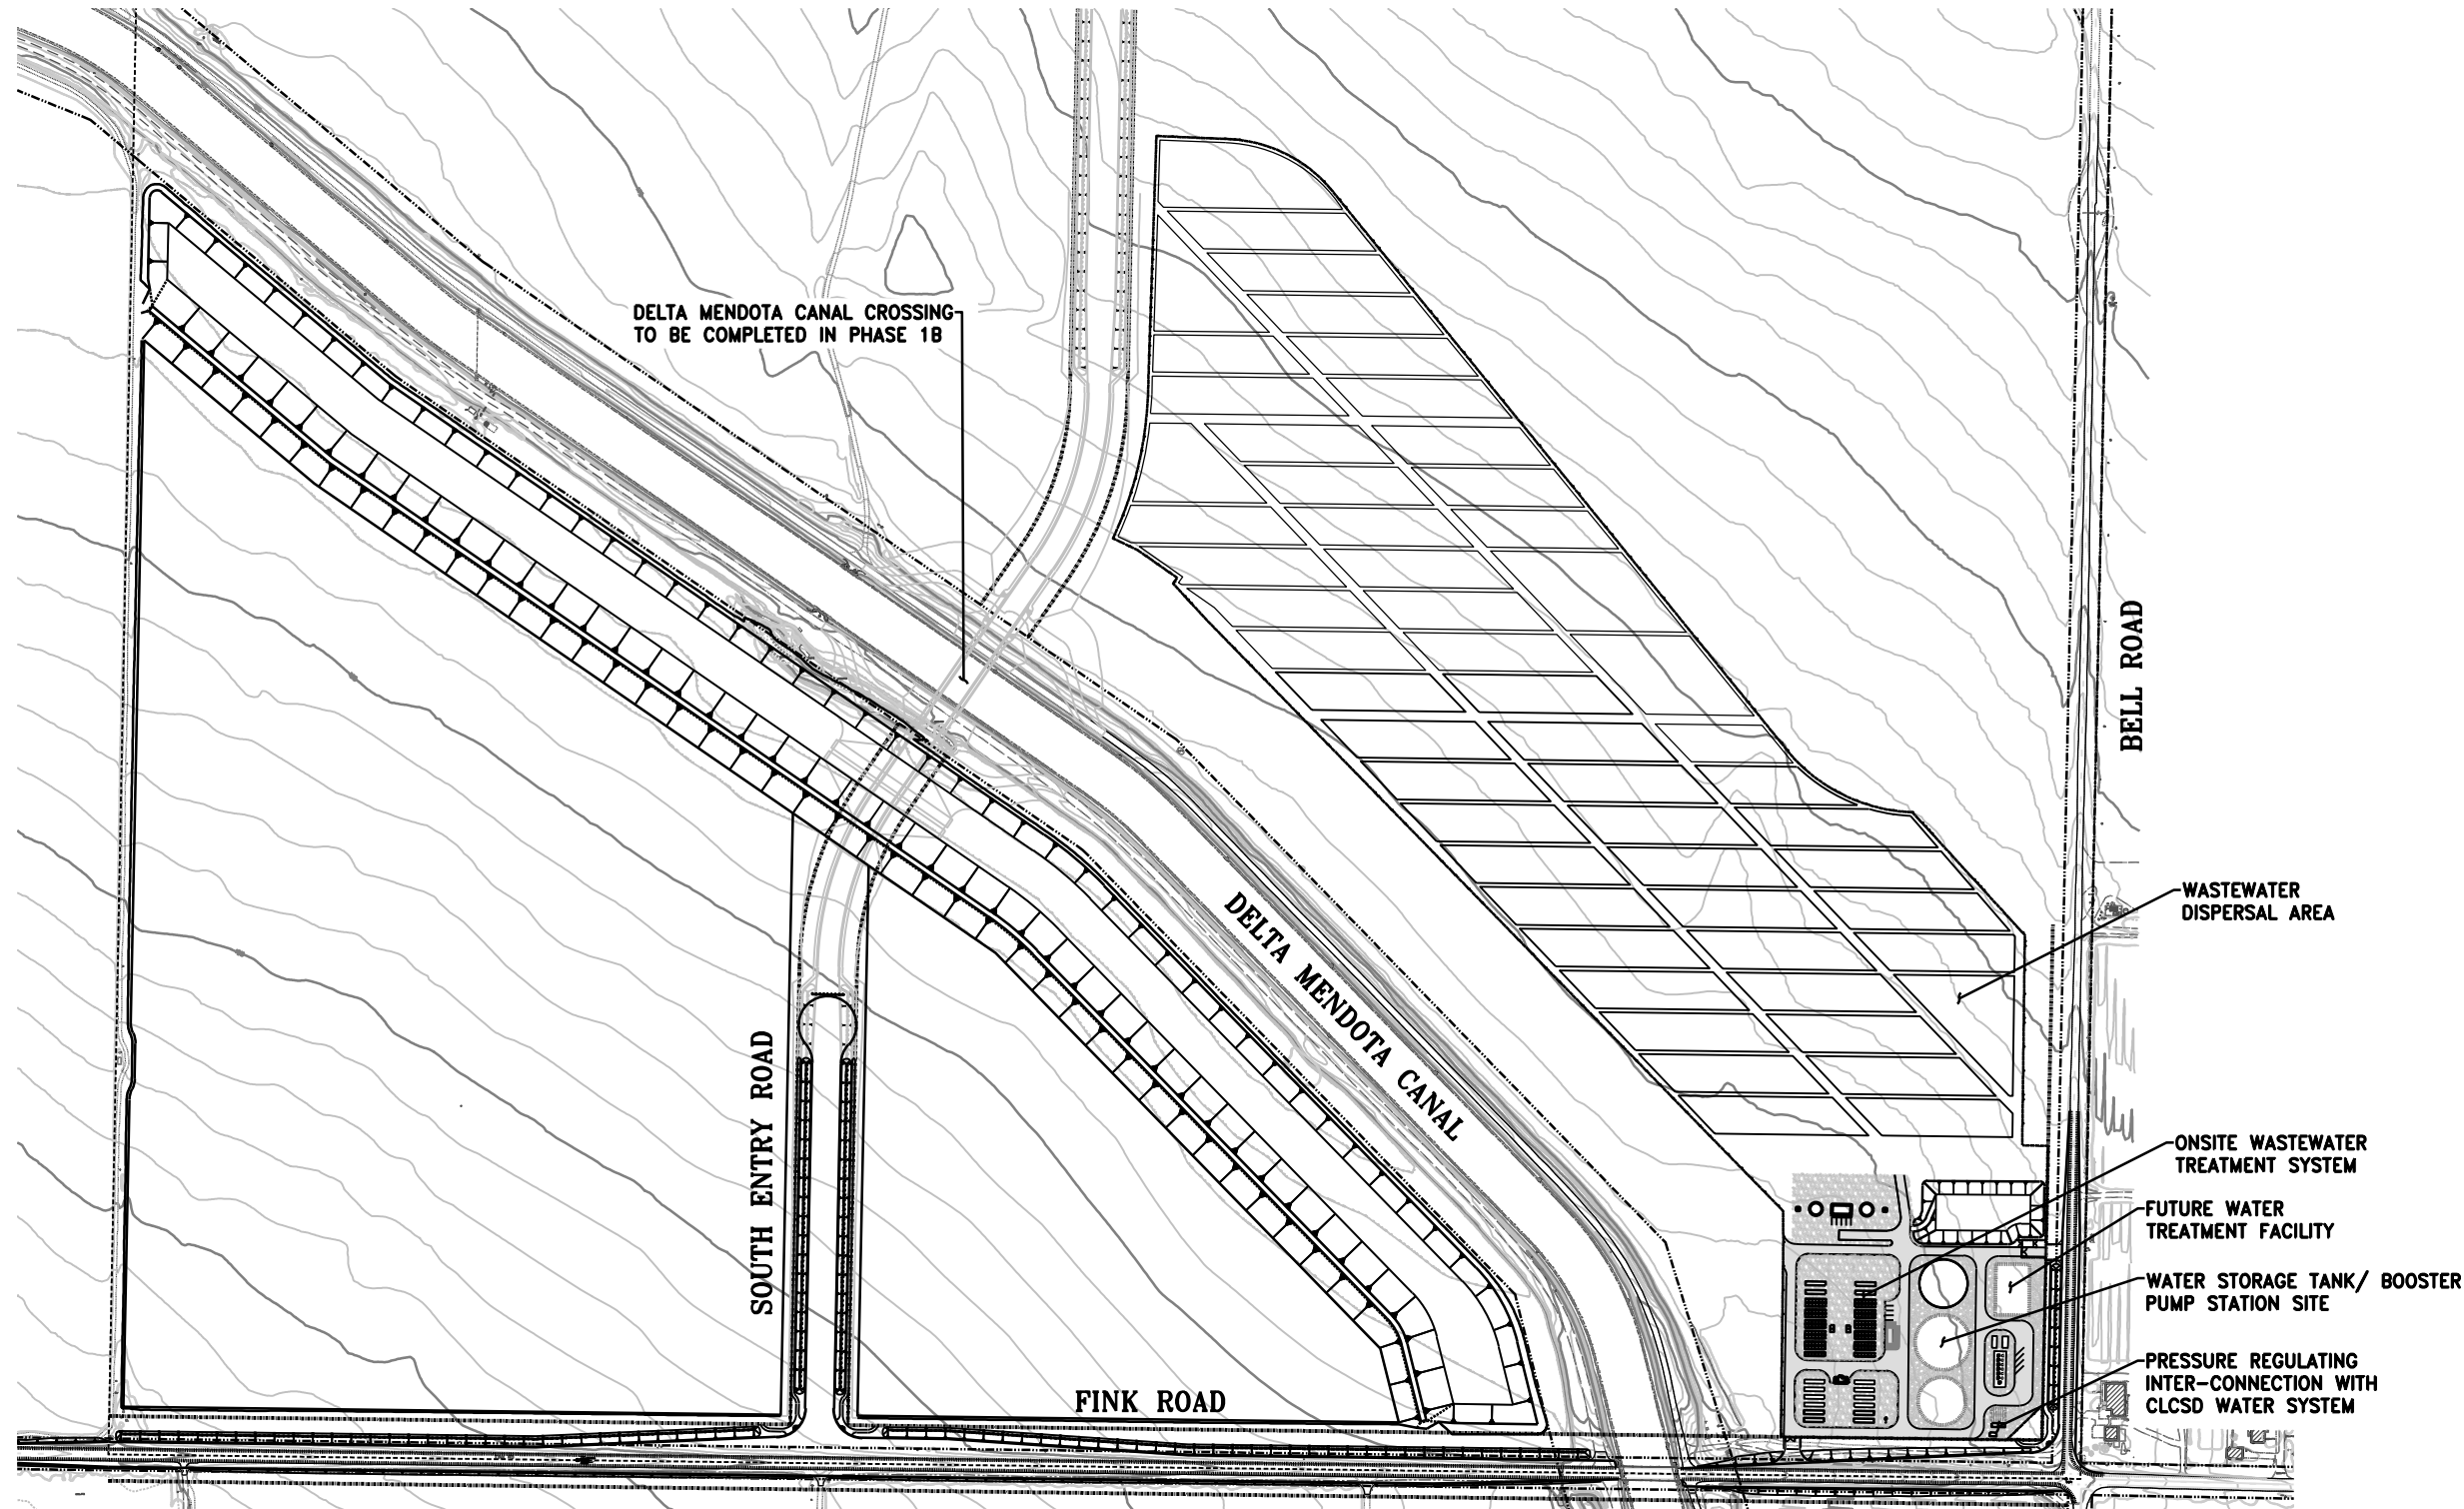 DELTA MENDOTA CANAL CROSSING
TO BE COMPLETED IN PHASE 1B
BELL ROAD
WASTEWATER
DISPERSAL AREA
DELTA MENDOTA CANAL
SOUTH ENTRY ROAD
ONSITE WASTEWATER
TREATMENT SYSTEM
FUTURE WATER
TREATMENT FACILITY
WATER STORAGE TANK/ BOOSTER
PUMP STATION SITE
PRESSURE REGULATING
INTER-CONNECTION WITH
CLCSD WATER SYSTEM
FINK ROAD